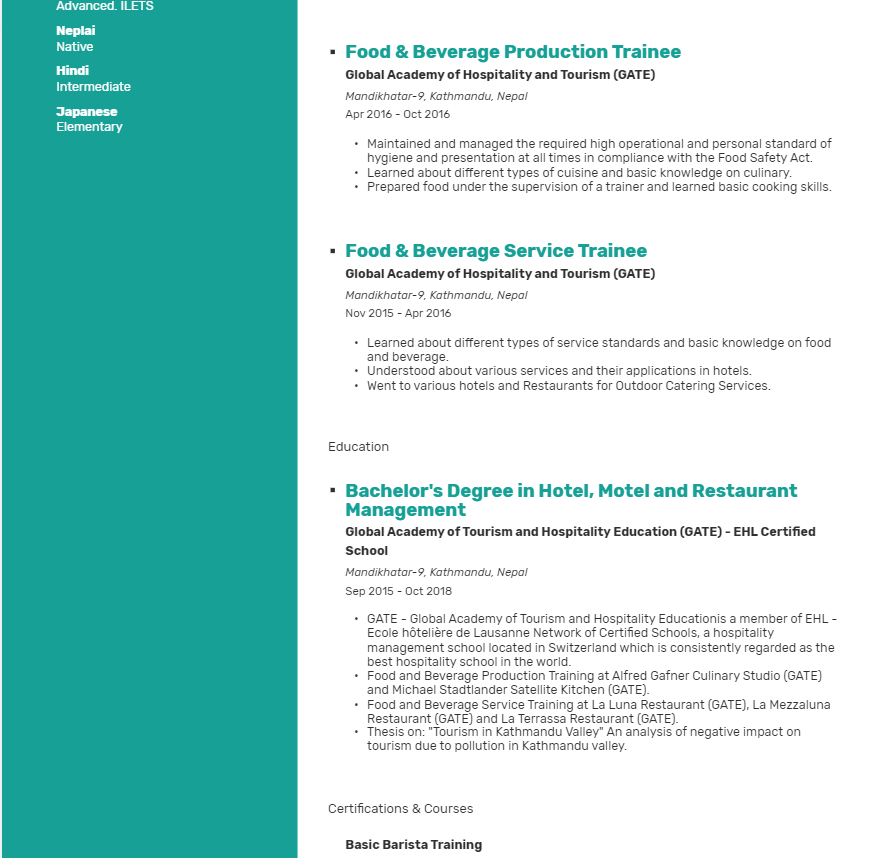 Advanced. ILETS
Neplai
Native
Hindi
Intermediate
Japanese
Elementary
▪ Food & Beverage Production Trainee
Global Academy of Hospitality and Tourism (GATE)
Mandikhatar-9, Kathmandu, Nepal
Apr 2016 - Oct 2016
• Maintained and managed the required high operational and personal standard of
hygiene and presentation at all times in compliance with the Food Safety Act.
• Learned about different types of cuisine and basic knowledge on culinary.
• Prepared food under the supervision of a trainer and learned basic cooking skills.
▪ Food & Beverage Service Trainee
Global Academy of Hospitality and Tourism (GATE)
Mandikhatar-9, Kathmandu, Nepal
Nov 2015 - Apr 2016
• Learned about different types of service standards and basic knowledge on food
and beverage.
• Understood about various services and their applications in hotels.
• Went to various hotels and Restaurants for Outdoor Catering Services.
Education
▪ Bachelor's Degree in Hotel, Motel and Restaurant
Management
Global Academy of Tourism and Hospitality Education (GATE) - EHL Certified
School
Mandikhatar-9, Kathmandu, Nepal
Sep 2015 - Oct 2018
• GATE - Global Academy of Tourism and Hospitality Educationis a member of EHL -
Ecole hôtelière de Lausanne Network of Certified Schools, a hospitality
management school located in Switzerland which is consistently regarded as the
best hospitality school in the world.
• Food and Beverage Production Training at Alfred Gafner Culinary Studio (GATE)
and Michael Stadtlander Satellite Kitchen (GATE).
• Food and Beverage Service Training at La Luna Restaurant (GATE), La Mezzaluna
Restaurant (GATE) and La Terrassa Restaurant (GATE).
• Thesis on: "Tourism in Kathmandu Valley" An analysis of negative impact on
tourism due to pollution in Kathmandu valley.
Certifications & Courses
Basic Barista Training